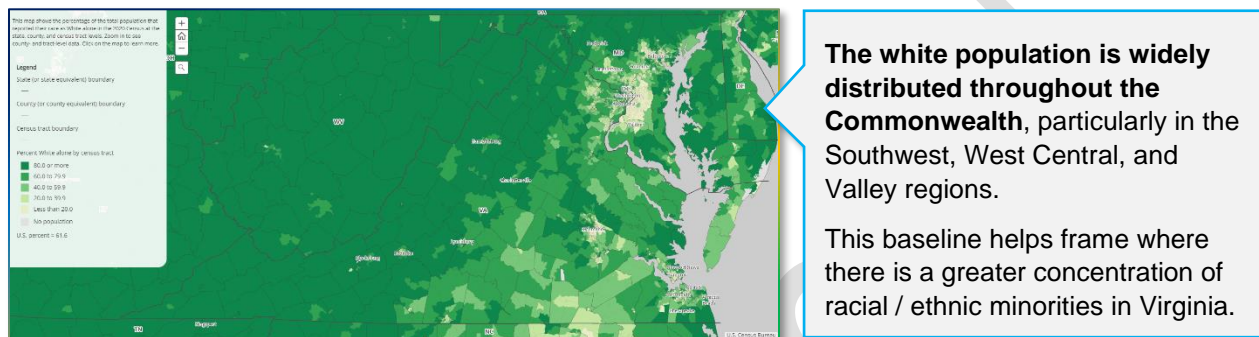 This map shows the percentage of the total population that
reported their race as White alone in the 2020 Census at the
state, county, and census tract levels. Zoom in to see
county- and tract-level data. Click on the map to learn more.
Legend
State (or state equivalent) boundary
County (or county equivalent) boundary
Census tract boundary
Percent White alone by census tract
80.0 or more
60.0 to 79.9
40.0 to 59.9
20.0 to 39.9
Less than 20.0
No population
U.S. percent = 61.6
+
−
OH
WV
MD
DE
VA
Charlottesville
Lynchburg
Roanoke
Blacksburg
TN
Kingsport
NC
U.S. Census Bureau
The white population is widely
distributed throughout the
Commonwealth, particularly in the
Southwest, West Central, and
Valley regions.
This baseline helps frame where
there is a greater concentration of
racial / ethnic minorities in Virginia.